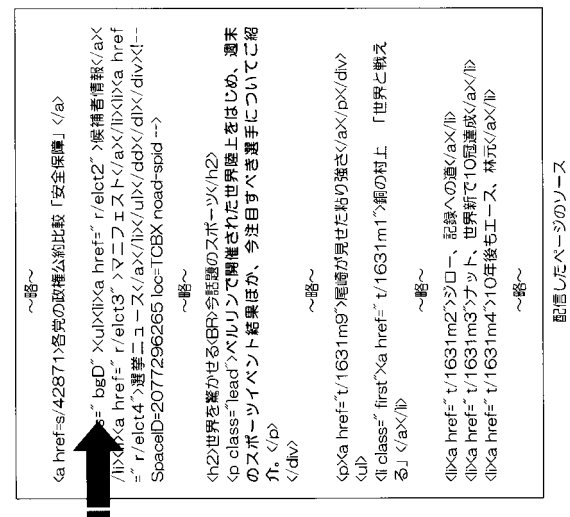 ～略～
<a href=s/42871>各党の政権公約比較「安全保障」</a>
s=″ bgD″ ><ul><li><a href=″ r/elct2″ >候補者情報</a><
/li><li><a href=″ r/elct3″ >マニフェスト</a></li><li><a href
=″ r/elct4″>選挙ニュース</a></li></ul></dd></dl></div><!--
SpaceID=2077296265 loc=TCBX noad-spid -->
～略～
<h2>世界を驚かせる<BR>今話題のスポーツ</h2>
<p class=″lead″>ベルリンで開催された世界陸上をはじめ、週末
のスポーツイベント結果ほか、今注目すべき選手についてご紹
介。</p>
</div>
～略～
<p><a href=″t/1631m9″>尾崎が見せた粘り強さ</a></p></div>
<ul>
<li class=″ first″><a href=″ t/1631m1″>銅の村上　「世界と戦え
る」</a></li>
～略～
<li><a href=″ t/1631m2″>ジロー、記録への道</a></li>
<li><a href=″ t/1631m3″>ナット、世界新で10冠達成</a></li>
<li><a href=″ t/1631m4″>10年後もエース、林元</a></li>
～略～
配信したページのソース